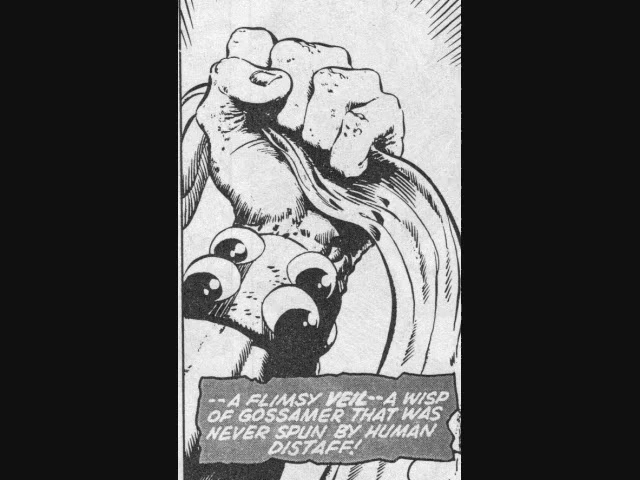 --A FLIMSY VEIL--A WISP
OF GOSSAMER THAT WAS
NEVER SPUN BY HUMAN
DISTAFF!